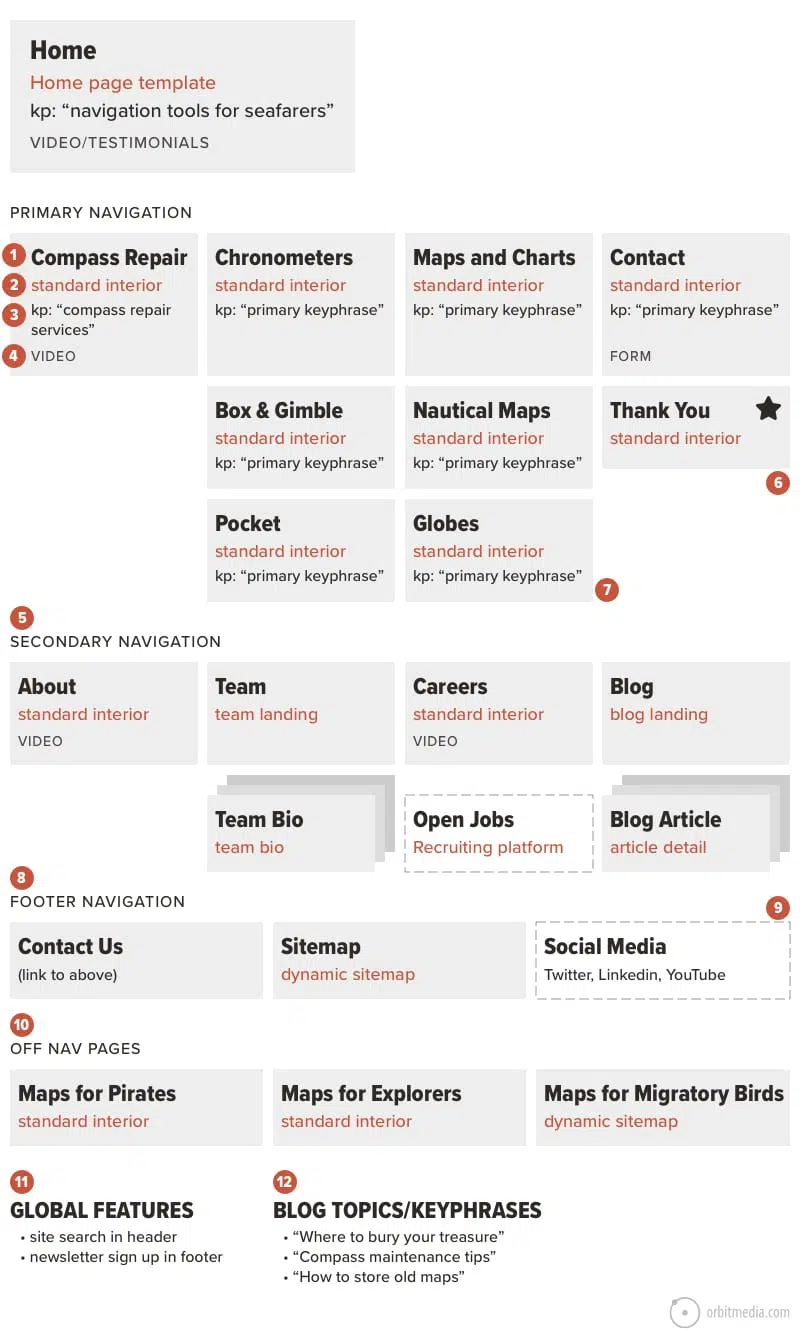 Home
Home page template
kp: “navigation tools for seafarers”
VIDEO/TESTIMONIALS
PRIMARY NAVIGATION
1 Compass Repair
2 standard interior
3 kp: “compass repair
services”
4 VIDEO
Chronometers
standard interior
kp: “primary keyphrase”
Maps and Charts
standard interior
kp: “primary keyphrase”
Contact
standard interior
kp: “primary keyphrase”
FORM
Box & Gimble
standard interior
kp: “primary keyphrase”
Nautical Maps
standard interior
kp: “primary keyphrase”
Thank You
standard interior
6
Pocket
standard interior
kp: “primary keyphrase”
Globes
standard interior
kp: “primary keyphrase”
7
5
SECONDARY NAVIGATION
About
standard interior
VIDEO
Team
team landing
Careers
standard interior
VIDEO
Blog
blog landing
Team Bio
team bio
Open Jobs
Recruiting platform
Blog Article
article detail
8
FOOTER NAVIGATION
9
Contact Us
(link to above)
Sitemap
dynamic sitemap
Social Media
Twitter, Linkedin, YouTube
10
OFF NAV PAGES
Maps for Pirates
standard interior
Maps for Explorers
standard interior
Maps for Migratory Birds
dynamic sitemap
11
GLOBAL FEATURES
• site search in header
• newsletter sign up in footer
12
BLOG TOPICS/KEYPHRASES
• “Where to bury your treasure”
• “Compass maintenance tips”
• “How to store old maps”
orbitmedia.com